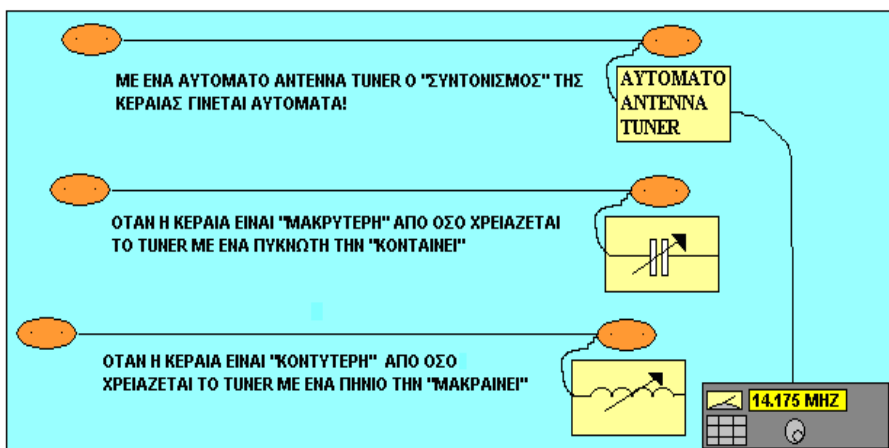 ΜΕ ΕΝΑ ΑΥΤΟΜΑΤΟ ANTENNA TUNER Ο "ΣΥΝΤΟΝΙΣΜΟΣ" ΤΗΣ
ΚΕΡΑΙΑΣ ΓΙΝΕΤΑΙ ΑΥΤΟΜΑΤΑ!
ΑΥΤΟΜΑΤΟ
ANTENNA
TUNER
ΟΤΑΝ Η ΚΕΡΑΙΑ ΕΙΝΑΙ "ΜΑΚΡΥΤΕΡΗ" ΑΠΟ ΟΣΟ ΧΡΕΙΑΖΕΤΑΙ
ΤΟ TUNER ΜΕ ΕΝΑ ΠΥΚΝΩΤΗ ΤΗΝ "ΚΟΝΤΑΙΝΕΙ"
ΟΤΑΝ Η ΚΕΡΑΙΑ ΕΙΝΑΙ "ΚΟΝΤΥΤΕΡΗ" ΑΠΟ ΟΣΟ
ΧΡΕΙΑΖΕΤΑΙ ΤΟ TUNER ΜΕ ΕΝΑ ΠΗΝΙΟ ΤΗΝ "ΜΑΚΡΑΙΝΕΙ"
14.175 MHZ